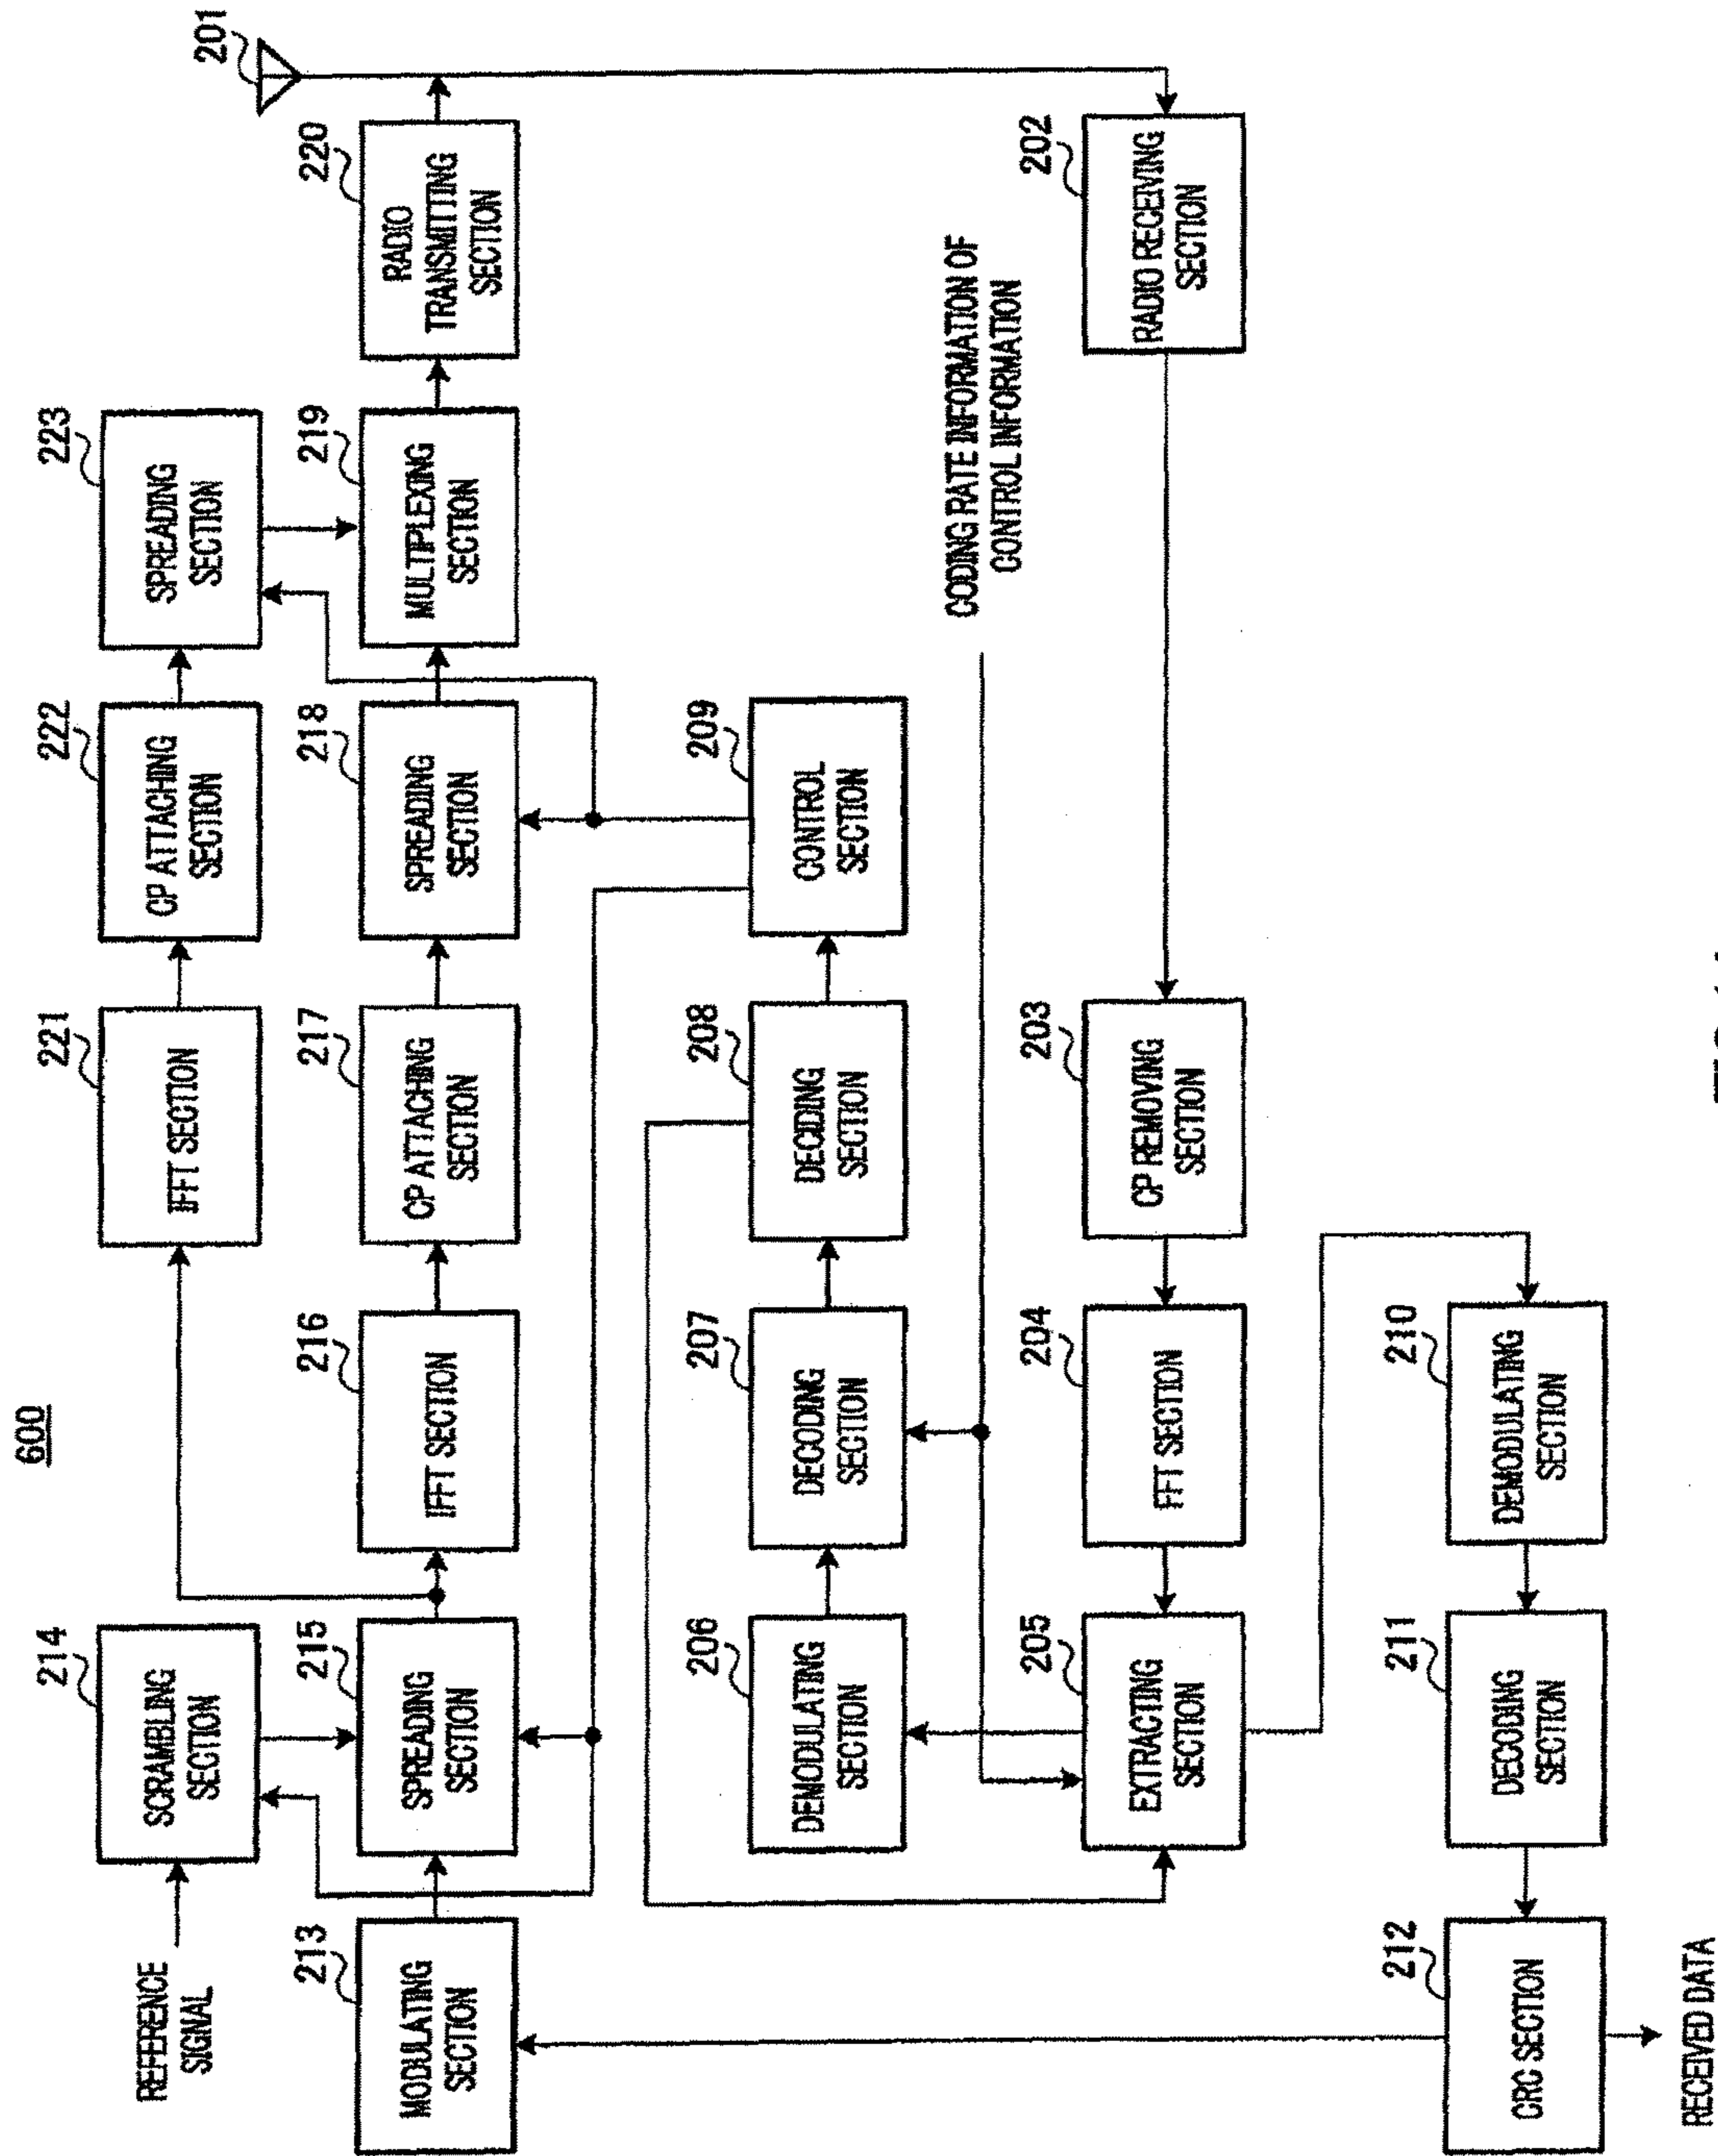 600
REFERENCE
SIGNAL
214
SCRAMBLING
SECTION
221
IFFT SECTION
222
CP ATTACHING
SECTION
223
SPREADING
SECTION
201
213
MODULATING
SECTION
215
SPREADING
SECTION
216
IFFT SECTION
217
CP ATTACHING
SECTION
218
SPREADING
SECTION
219
MULTIPLEXING
SECTION
220
RADIO
TRANSMITTING
SECTION
206
DEMODULATING
SECTION
207
DECODING
SECTION
208
DECIDING
SECTION
209
CONTROL
SECTION
CODING RATE INFORMATION OF
CONTROL INFORMATION
205
EXTRACTING
SECTION
204
FFT SECTION
203
CP REMOVING
SECTION
202
RADIO RECEIVING
SECTION
212
CRC SECTION
211
DECODING
SECTION
210
DEMODULATING
SECTION
RECEIVED DATA